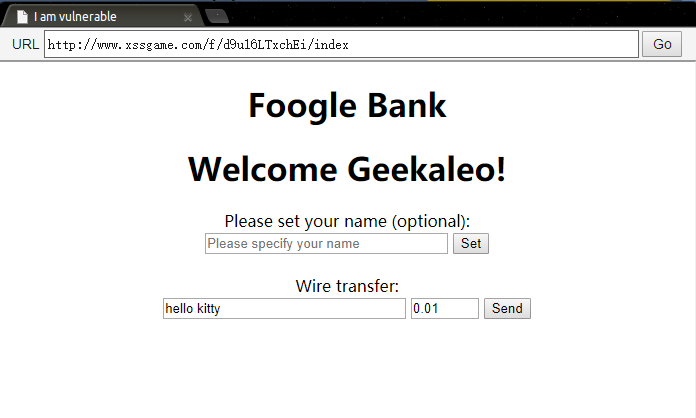 I am vulnerable
URL http://www.xssgame.com/f/d9u16LTxchEi/index Go
Foogle Bank
Welcome Geekaleo!
Please set your name (optional):
Please specify your name Set
Wire transfer:
hello kitty 0.01 Send